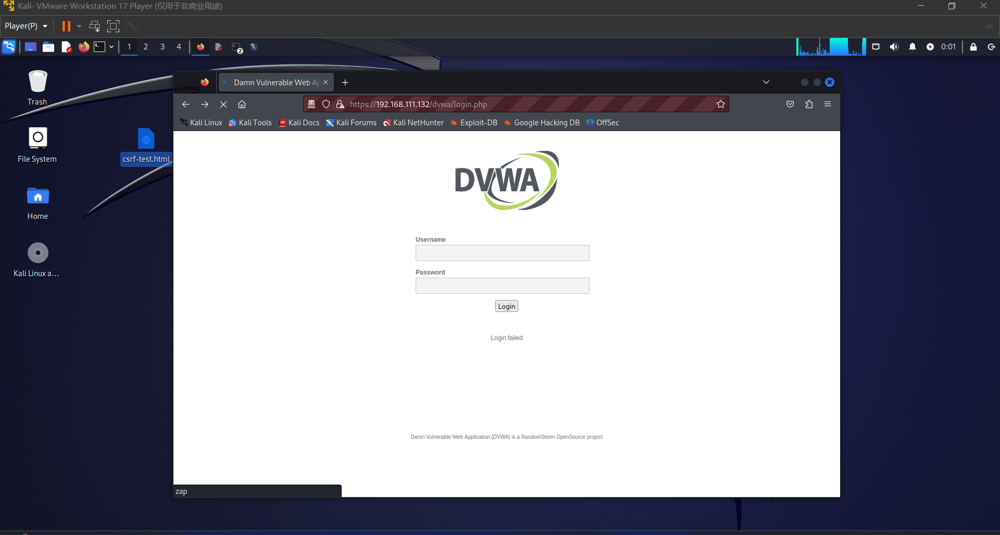 Kali- VMware Workstation 17 Player (仅用于非商业用途)
Player(P)
1 2 3 4
2
0:01
Trash
File System
csrf-test.html
Home
Kali Linux a…
Damn Vulnerable Web Ap
https://192.168.111.132/dvwa/login.php
Kali Linux Kali Tools Kali Docs Kali Forums Kali NetHunter Exploit-DB Google Hacking DB OffSec
DVWA
Username
Password
Login
Login failed
Damn Vulnerable Web Application (DVWA) is a RandomStorm OpenSource project
zap